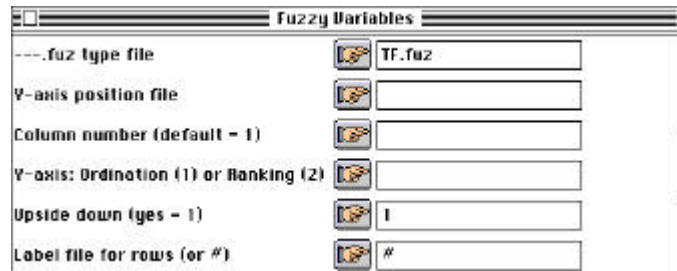 Fuzzy Variables
---.fuz type file TF.fuz
Y-axis position file
Column number (default = 1)
Y-axis: Ordination (1) or Ranking (2)
Upside down (yes = 1) 1
Label file for rows (or #) #